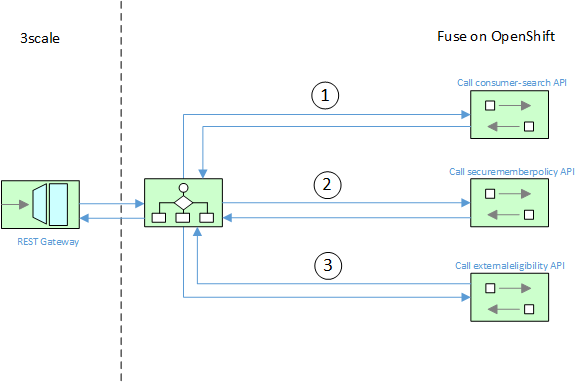 3scale
Fuse on OpenShift
Call consumer-search API
1
Call securememberpolicy API
2
REST Gateway
Call externaleligibility API
3